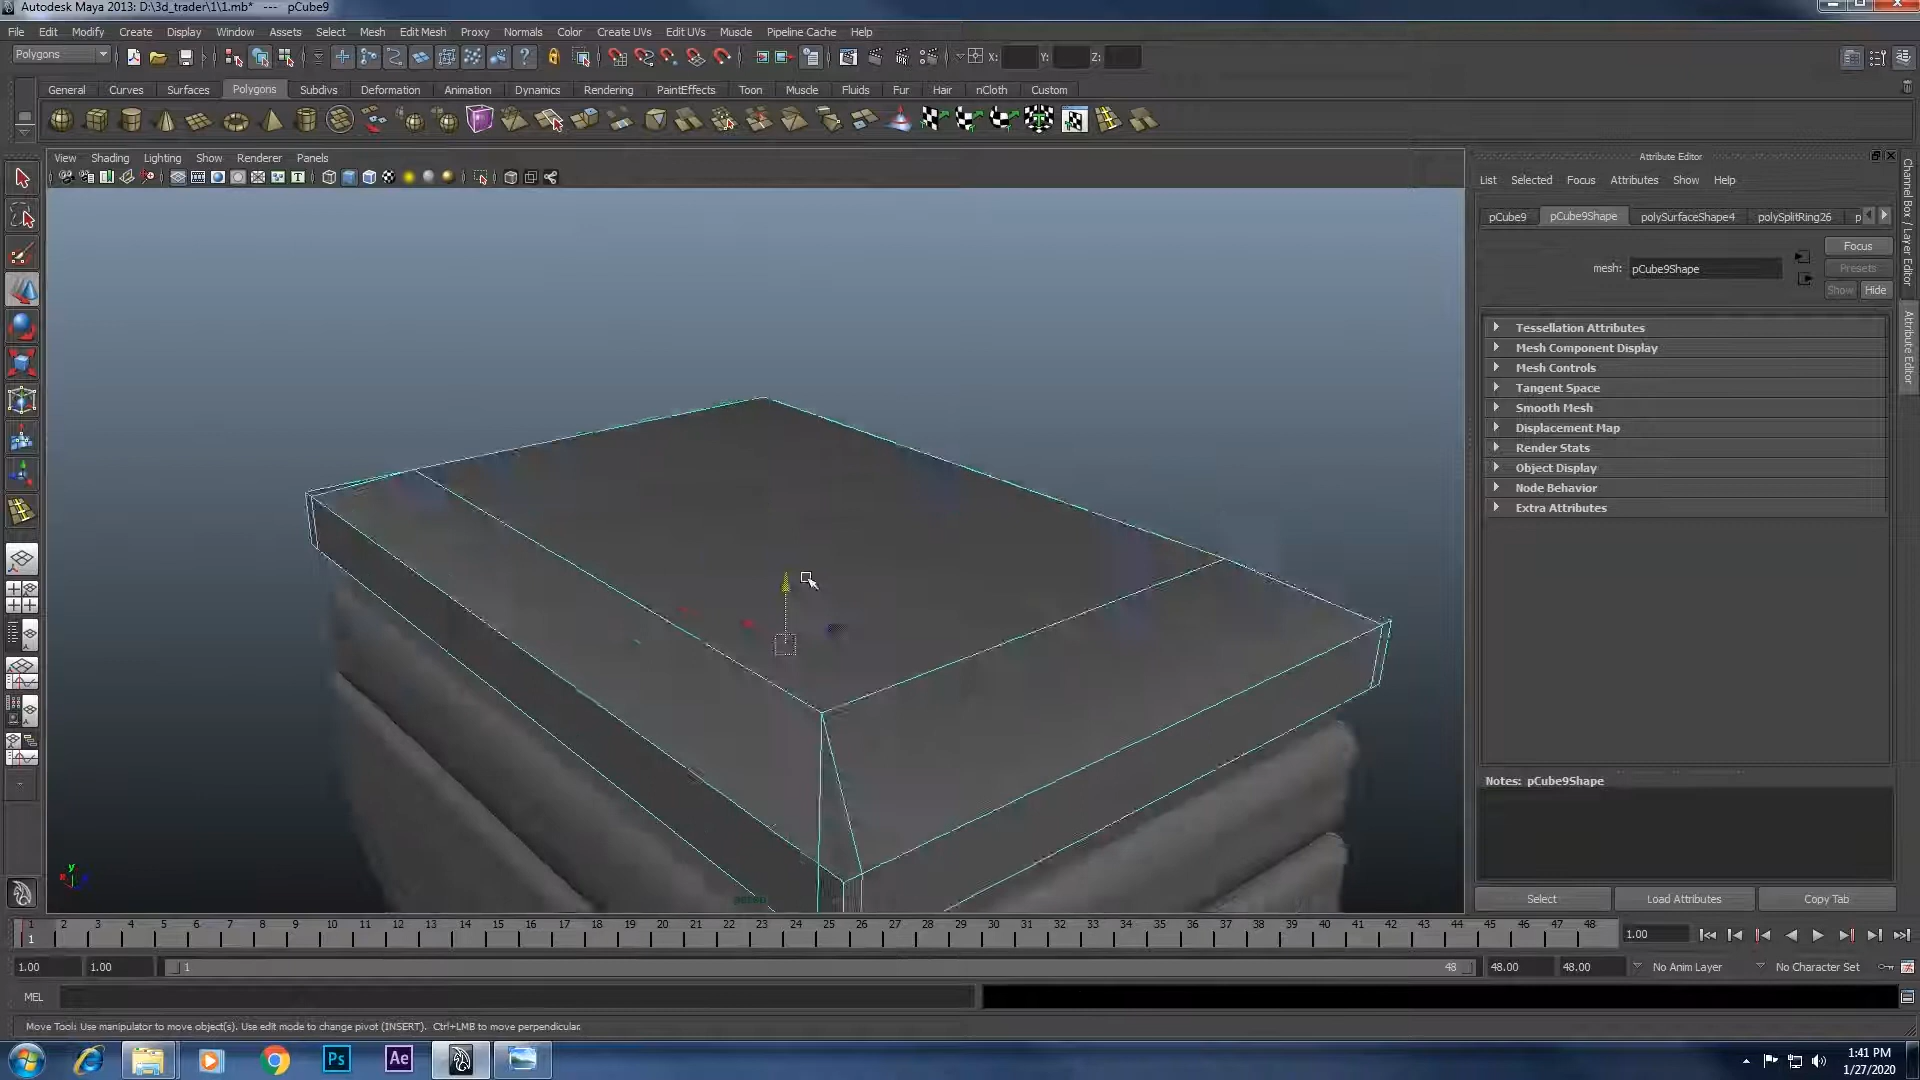 Autodesk Maya 2013: D:\3d_trader\1\1.mb* --- pCube9
File Edit Modify Create Display Window Assets Select Mesh Edit Mesh Proxy Normals Color Create UVs Edit UVs Muscle Pipeline Cache Help
Polygons X: Y: Z:
General Curves Surfaces Polygons Subdivs Deformation Animation Dynamics Rendering PaintEffects Toon Muscle Fluids Fur Hair nCloth Custom
View Shading Lighting Show Renderer Panels
Attribute Editor
List Selected Focus Attributes Show Help
pCube9 pCube9Shape polySurfaceShape4 polySplitRing26 p
Focus
mesh: pCube9Shape
Presets
Show Hide
Tessellation Attributes
Mesh Component Display
Mesh Controls
Tangent Space
Smooth Mesh
Displacement Map
Render Stats
Object Display
Node Behavior
Extra Attributes
Channel Box / Layer Editor
Attribute Editor
Notes: pCube9Shape
y
x
persp
Select Load Attributes Copy Tab
1 2 3 4 5 6 7 8 9 10 11 12 13 14 15 16 17 18 19 20 21 22 23 24 25 26 27 28 29 30 31 32 33 34 35 36 37 38 39 40 41 42 43 44 45 46 47 48
1 1.00
1.00 1.00 1 48 48.00 48.00 No Anim Layer No Character Set
MEL
Move Tool: Use manipulator to move object(s). Use edit mode to change pivot (INSERT). Ctrl+LMB to move perpendicular.
Ps Ae
1:41 PM
1/27/2020